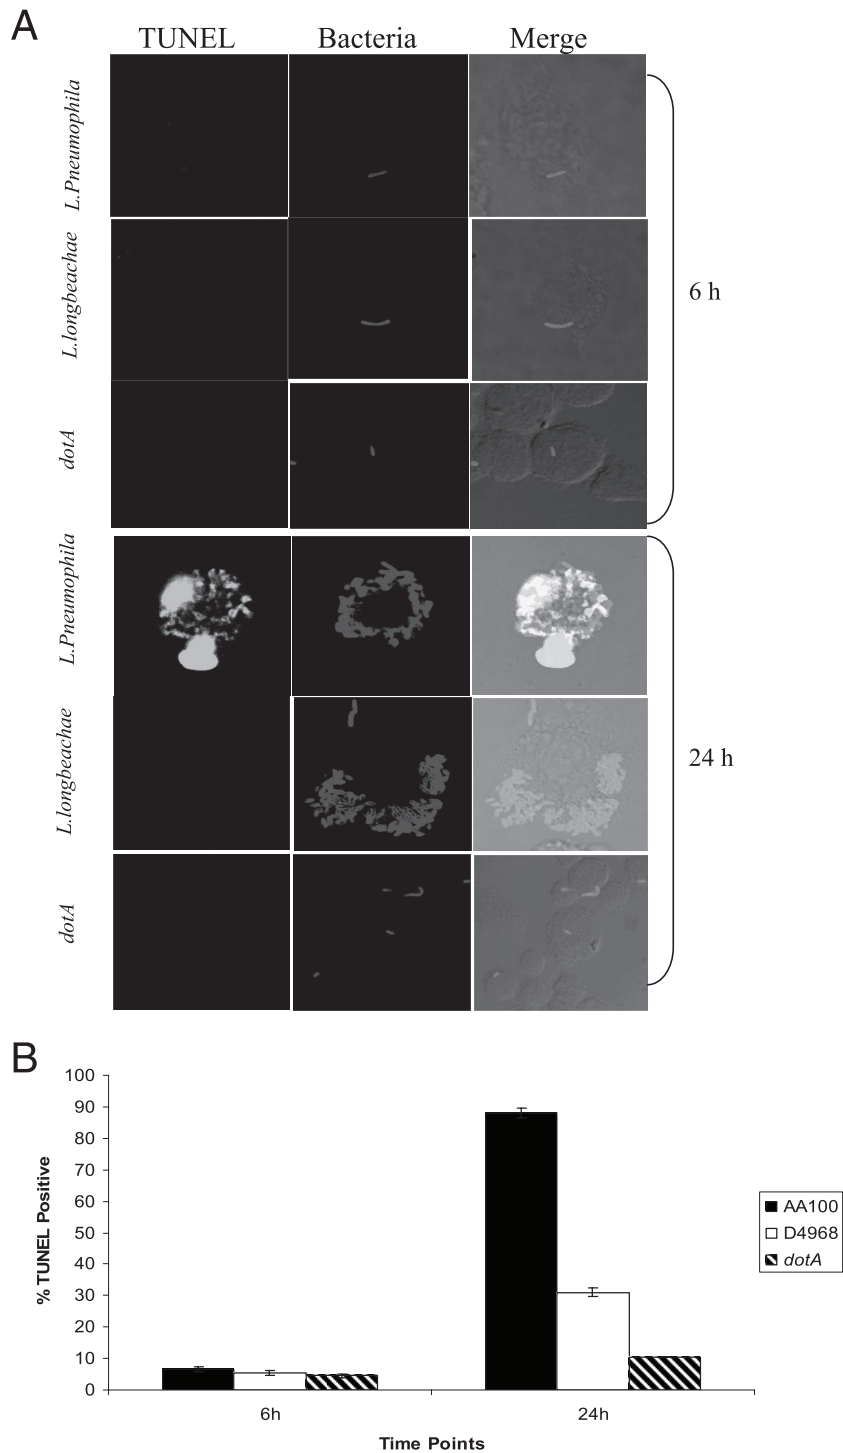 A
TUNEL Bacteria Merge
L.Pneumophila
L.longbeachae
dotA
6 h
L.Pneumophila
L.longbeachae
dotA
24 h
B
% TUNEL Positive
100
90
80
70
60
50
40
30
20
10
0
6h 24h
Time Points
AA100
D4968
dotA